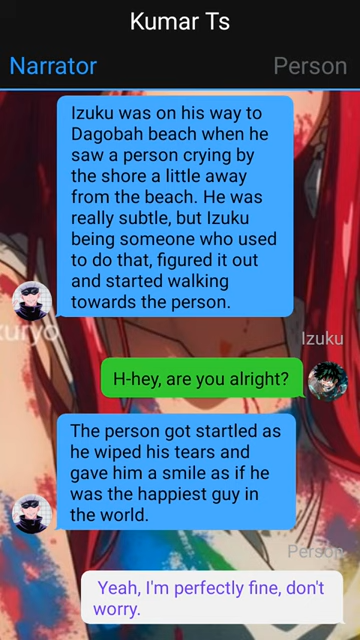 Kumar Ts
Narrator Person
Izuku was on his way to
Dagobah beach when he
saw a person crying by
the shore a little away
from the beach. He was
really subtle, but Izuku
being someone who used
to do that, figured it out
and started walking
towards the person.
Izuku
H-hey, are you alright?
The person got startled as
he wiped his tears and
gave him a smile as if he
was the happiest guy in
the world.
Person
Yeah, I'm perfectly fine, don't
worry.